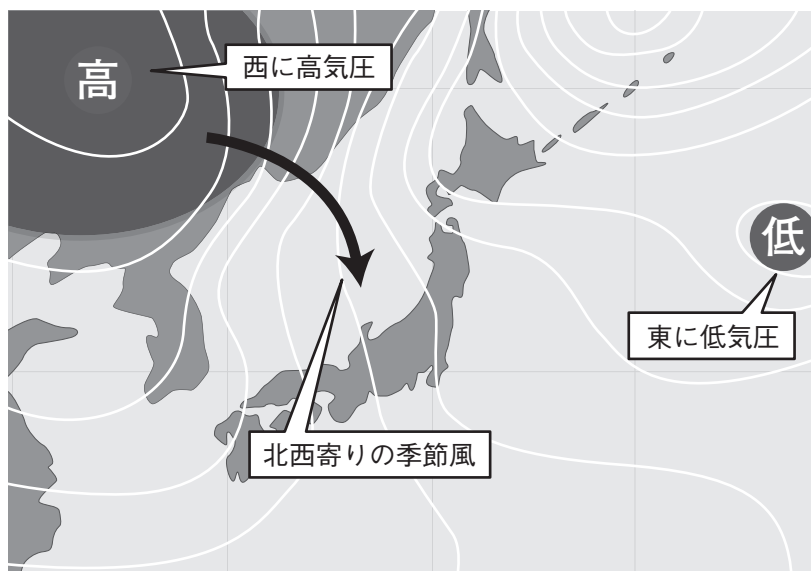 高
西に高気圧
低
東に低気圧
北西寄りの季節風